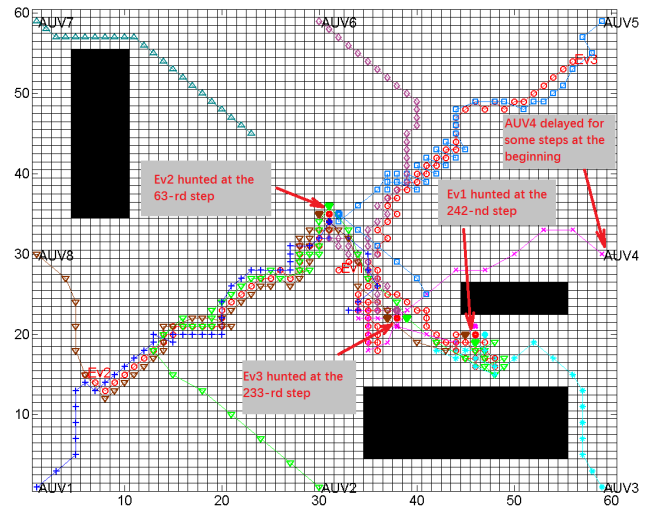 60
AUV7
AUV6
AUV5
Ev3
50
AUV4 delayed for
some steps at the
beginning
40
Ev2 hunted at the
63-rd step
Ev1 hunted at the
242-nd step
30
AUV8
Ev1
AUV4
20
Ev2
Ev3 hunted at the
233-rd step
10
AUV1
AUV2
AUV3
10
20
30
40
50
60